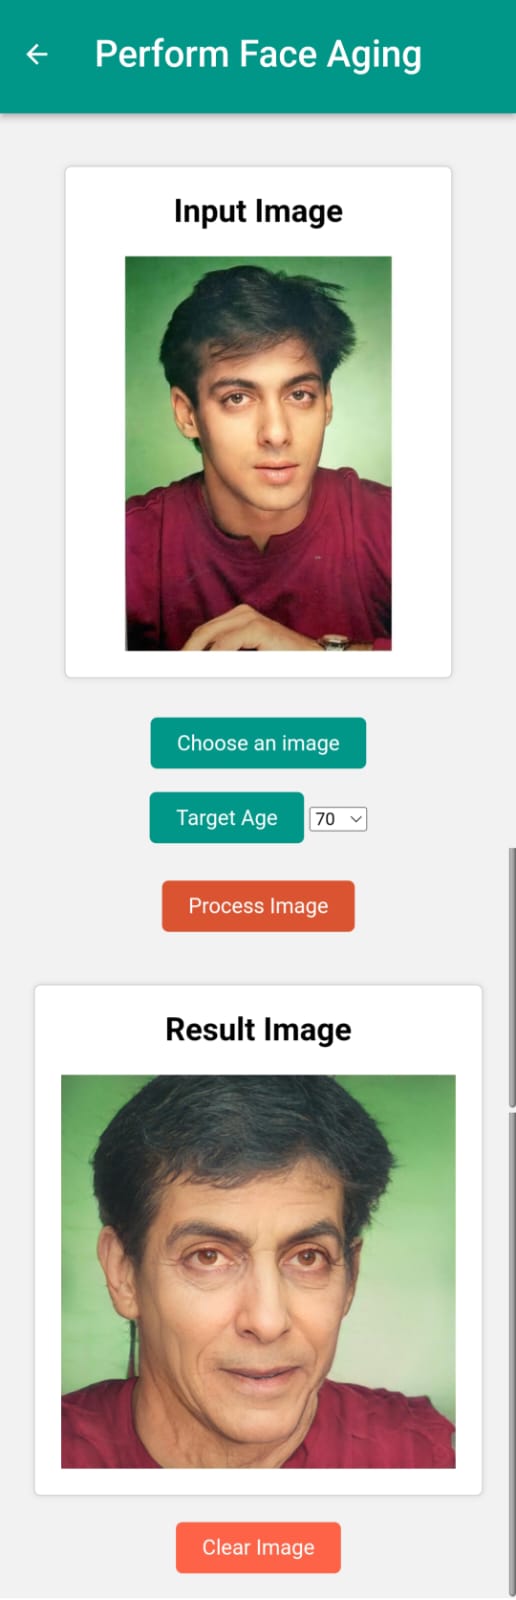 Perform Face Aging
Input Image
Choose an image
Target Age 70
Process Image
Result Image
Clear Image